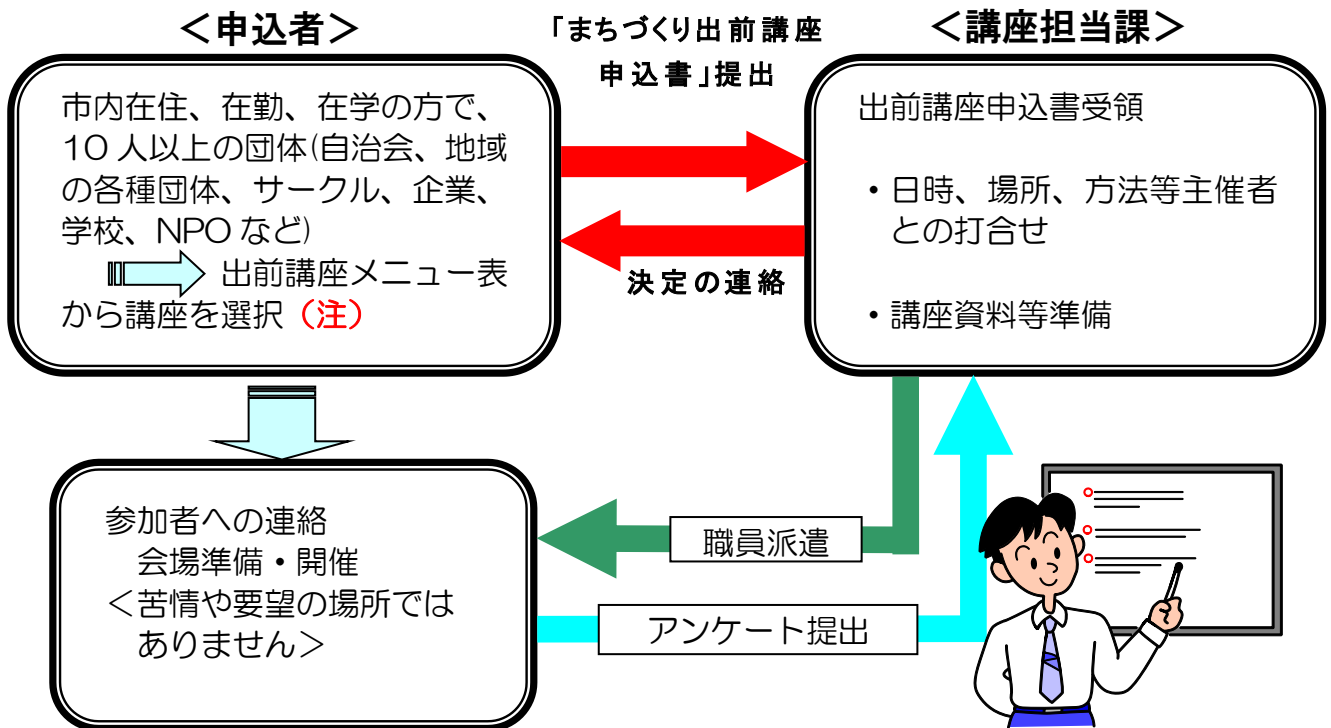 ＜申込者＞
市内在住、在勤、在学の方で、
10 人以上の団体(自治会、地域
の各種団体、サークル、企業、
学校、NPO など)
出前講座メニュー表
から講座を選択（注）
「まちづくり出前講座
申込書」提出
決定の連絡
＜講座担当課＞
出前講座申込書受領
・日時、場所、方法等主催者
との打合せ
・講座資料等準備
参加者への連絡
会場準備・開催
＜苦情や要望の場所では
ありません＞
職員派遣
アンケート提出